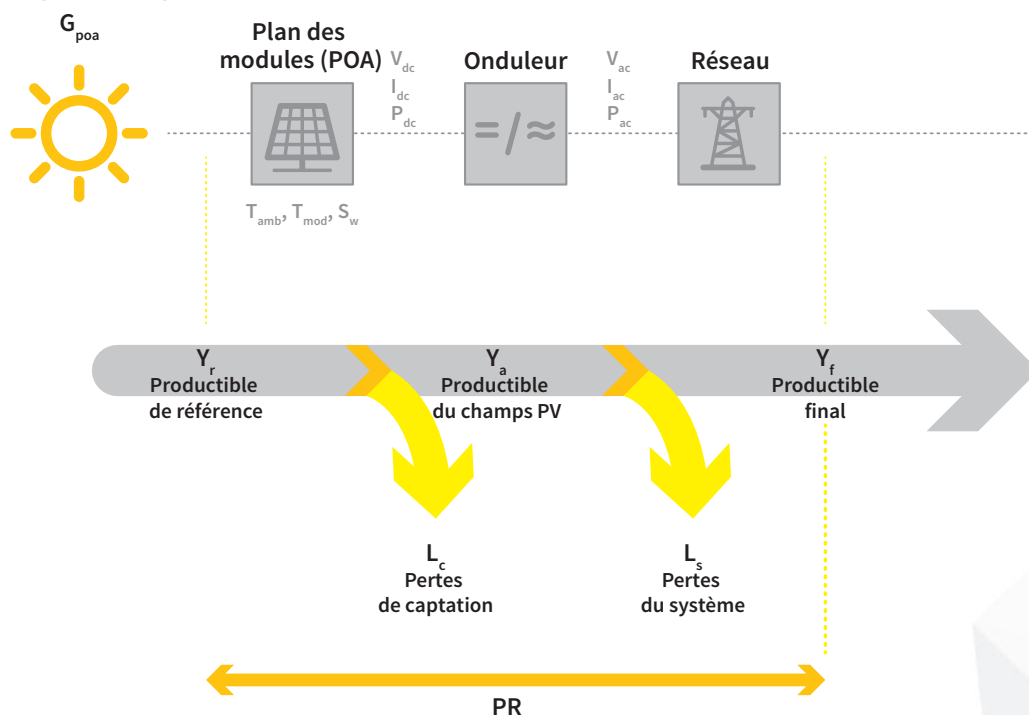 G_poa
Plan des
modules (POA)
V_dc
I_dc
P_dc
Onduleur
V_ac
I_ac
P_ac
Réseau
= / ≈
T_amb, T_mod, S_w
Y_r
Productible
de référence
Y_a
Productible
du champs PV
Y_f
Productible
final
L_c
Pertes
de captation
L_s
Pertes
du système
PR